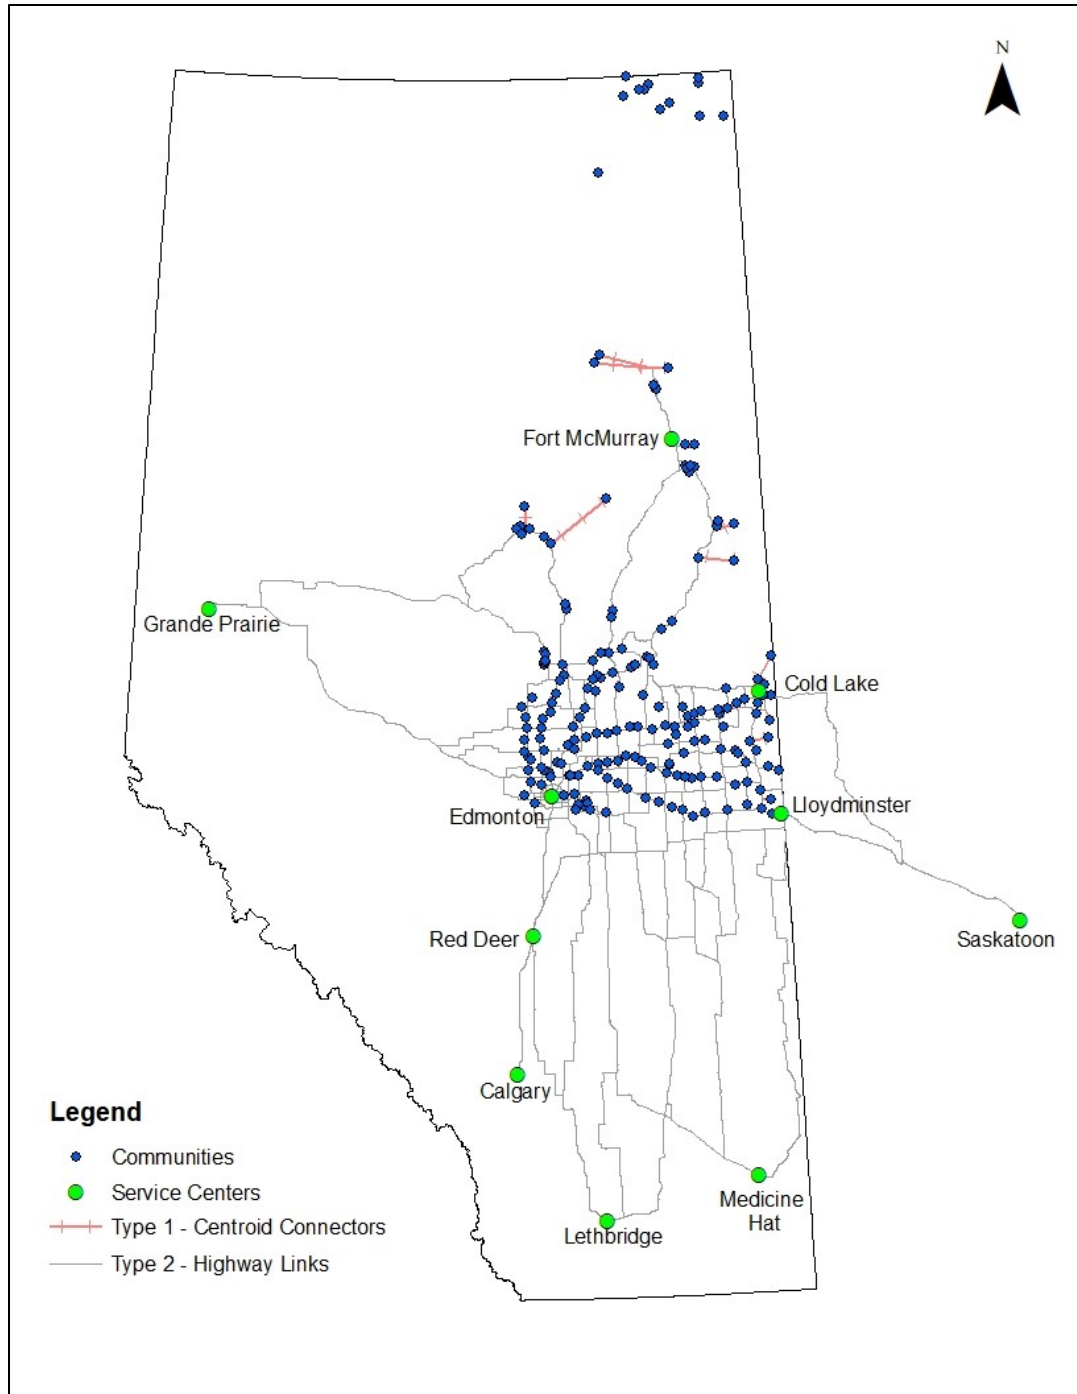 N
Fort McMurray
Grande Prairie
Cold Lake
Lloydminster
Edmonton
Red Deer
Saskatoon
Calgary
Medicine
Hat
Lethbridge
Legend
Communities
Service Centers
Type 1 - Centroid Connectors
Type 2 - Highway Links